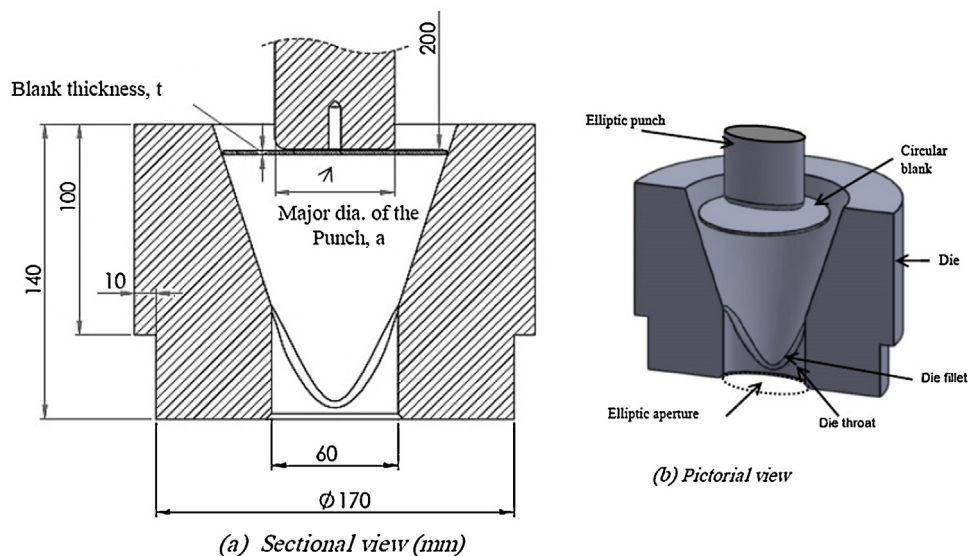 200
Blank thickness, t
Major dia. of the
Punch, a
100
140
10
60
Ф170
(a) Sectional view (mm)
Elliptic punch
Circular
blank
Die
Die fillet
Die throat
Elliptic aperture
(b) Pictorial view